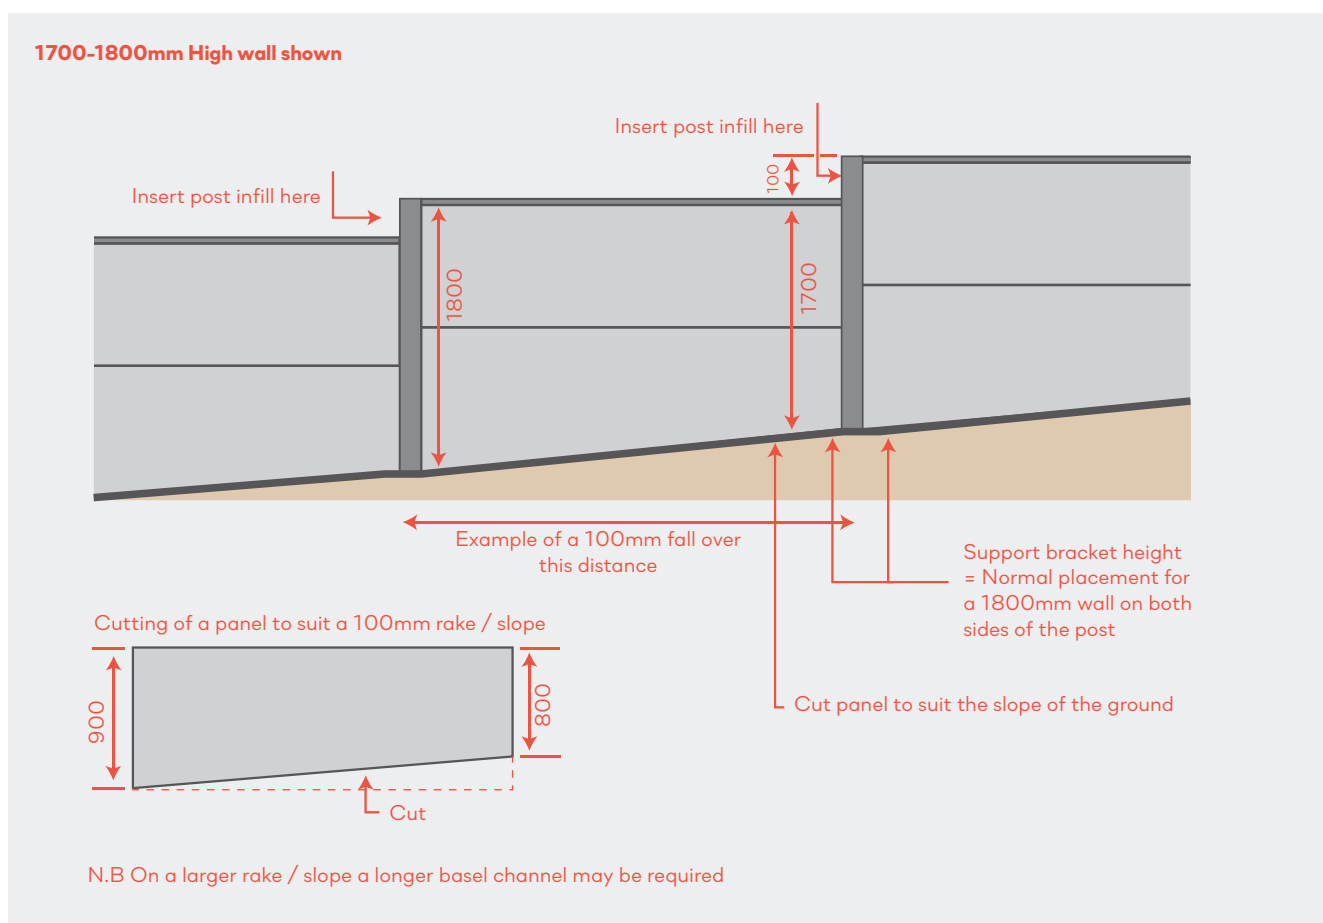 1700-1800mm High wall shown
Insert post infill here
Insert post infill here
100
1800
1700
Example of a 100mm fall over
this distance
Support bracket height
= Normal placement for
a 1800mm wall on both
sides of the post
Cutting of a panel to suit a 100mm rake / slope
900
800
Cut panel to suit the slope of the ground
Cut
N.B On a larger rake / slope a longer basel channel may be required